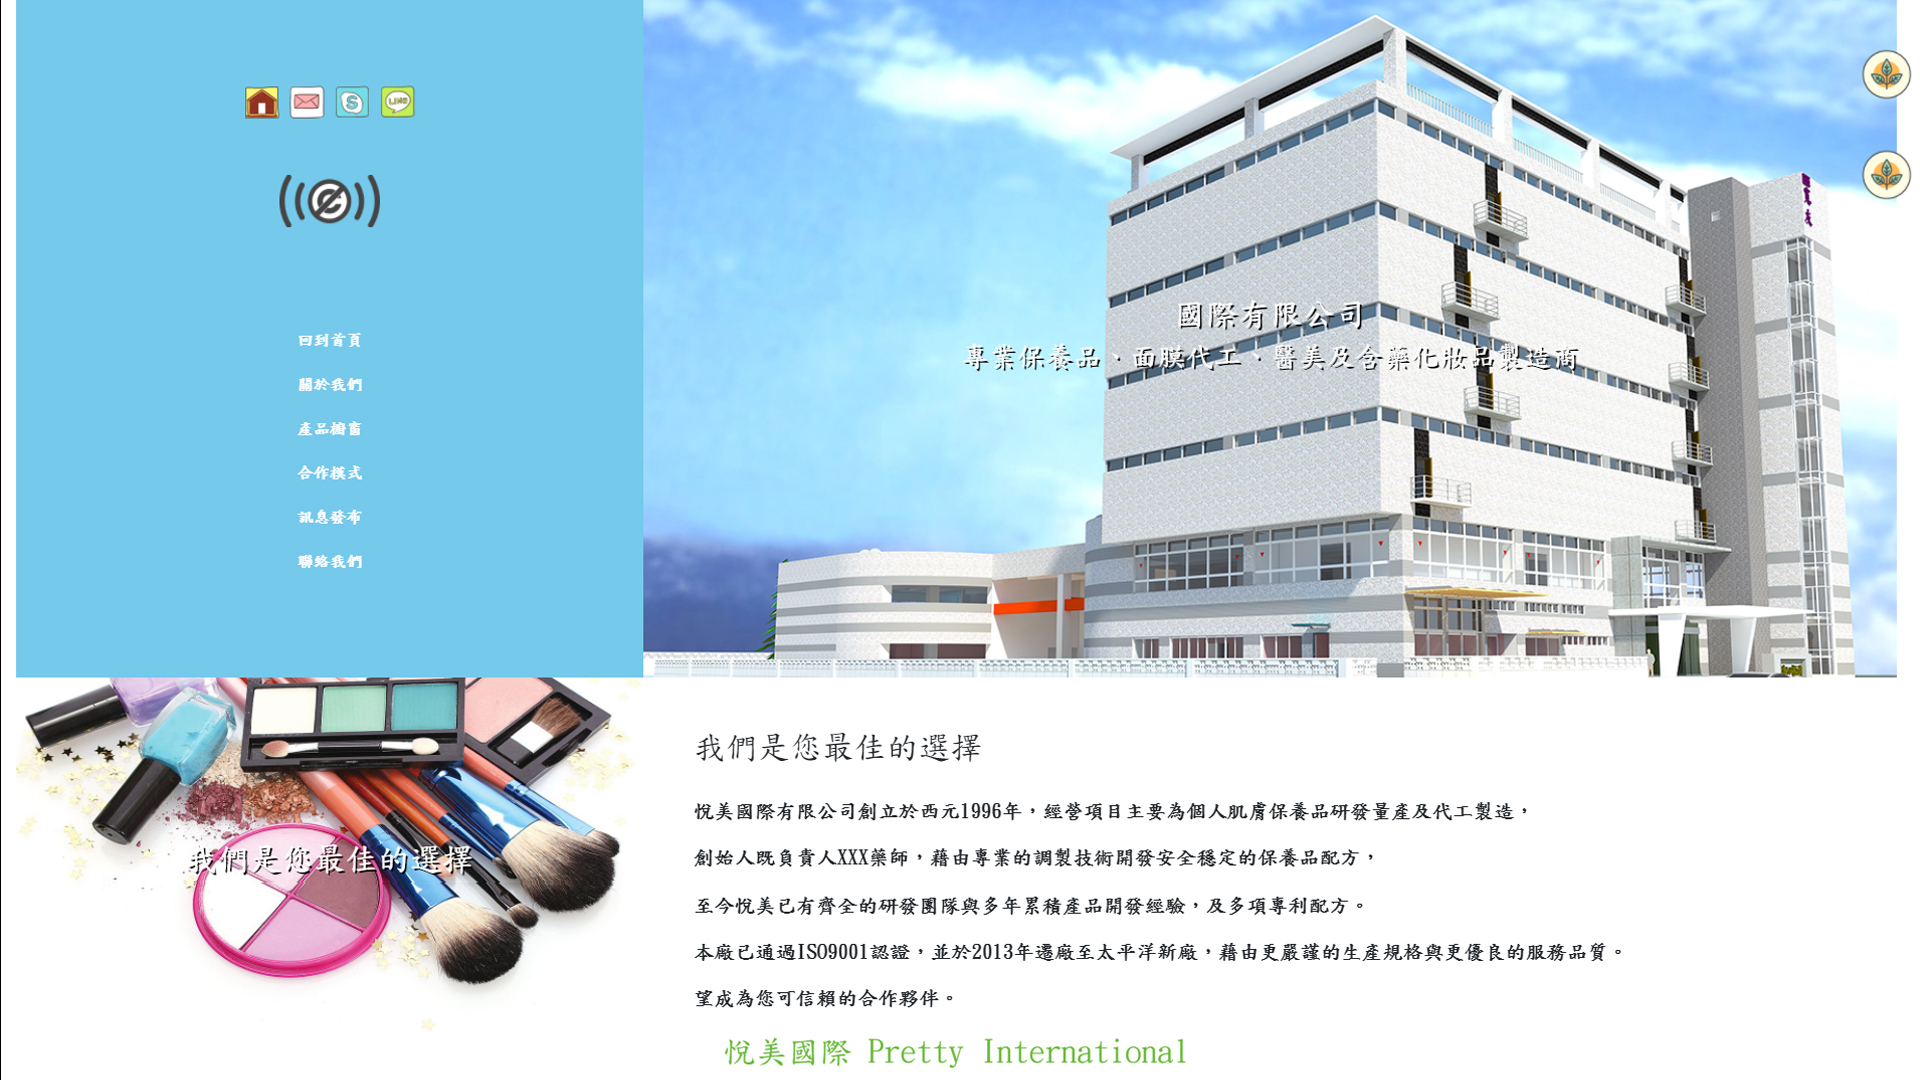 LINE
回到首頁
關於我們
產品櫥窗
合作模式
訊息發布
聯絡我們
國際有限公司
專業保養品、面膜代工、醫美及含藥化妝品製造商
我們是您最佳的選擇
我們是您最佳的選擇
悅美國際有限公司創立於西元1996年，經營項目主要為個人肌膚保養品研發量產及代工製造，
創始人既負責人XXX藥師，藉由專業的調製技術開發安全穩定的保養品配方，
至今悅美已有齊全的研發團隊與多年累積產品開發經驗，及多項專利配方。
本廠已通過ISO9001認證，並於2013年遷廠至太平洋新廠，藉由更嚴謹的生產規格與更優良的服務品質。
望成為您可信賴的合作夥伴。
悅美國際 Pretty International